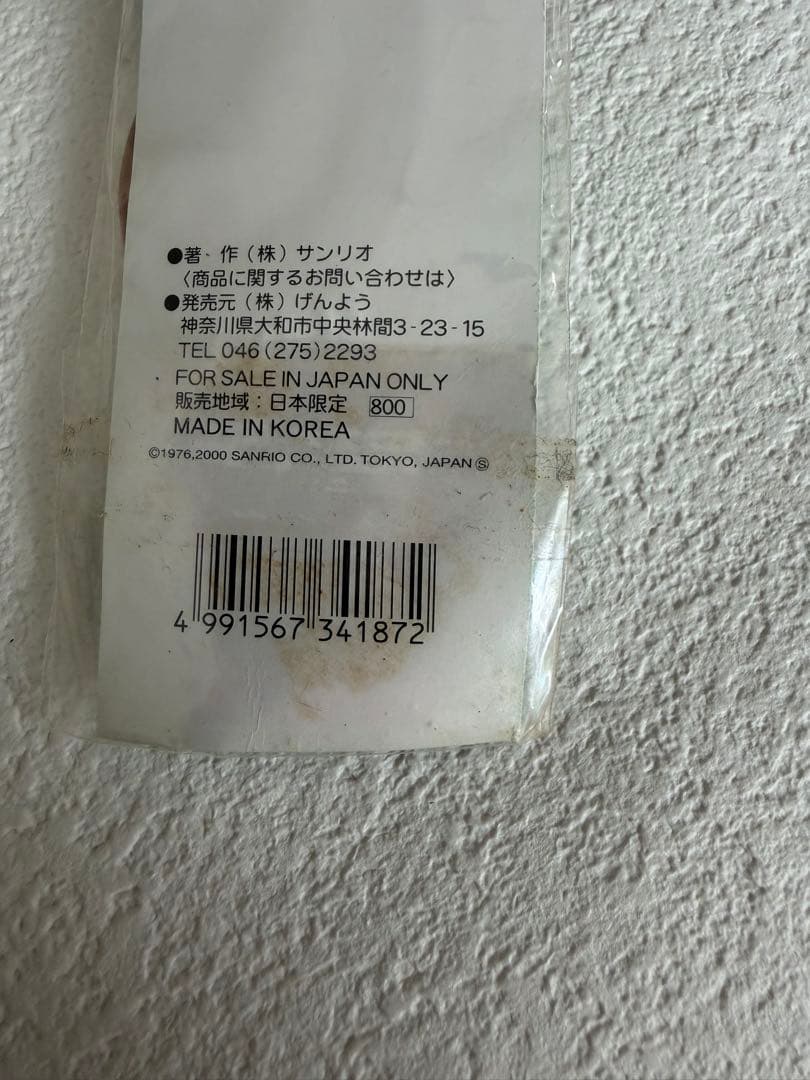 ●著・作（株）サンリオ
〈商品に関するお問い合わせは〉
●発売元（株）げんよう
神奈川県大和市中央林間3-23-15
TEL 046(275)2293
FOR SALE IN JAPAN ONLY
販売地域：日本限定 800
MADE IN KOREA
©1976,2000 SANRIO CO., LTD. TOKYO, JAPAN Ⓢ
4 991567 341872